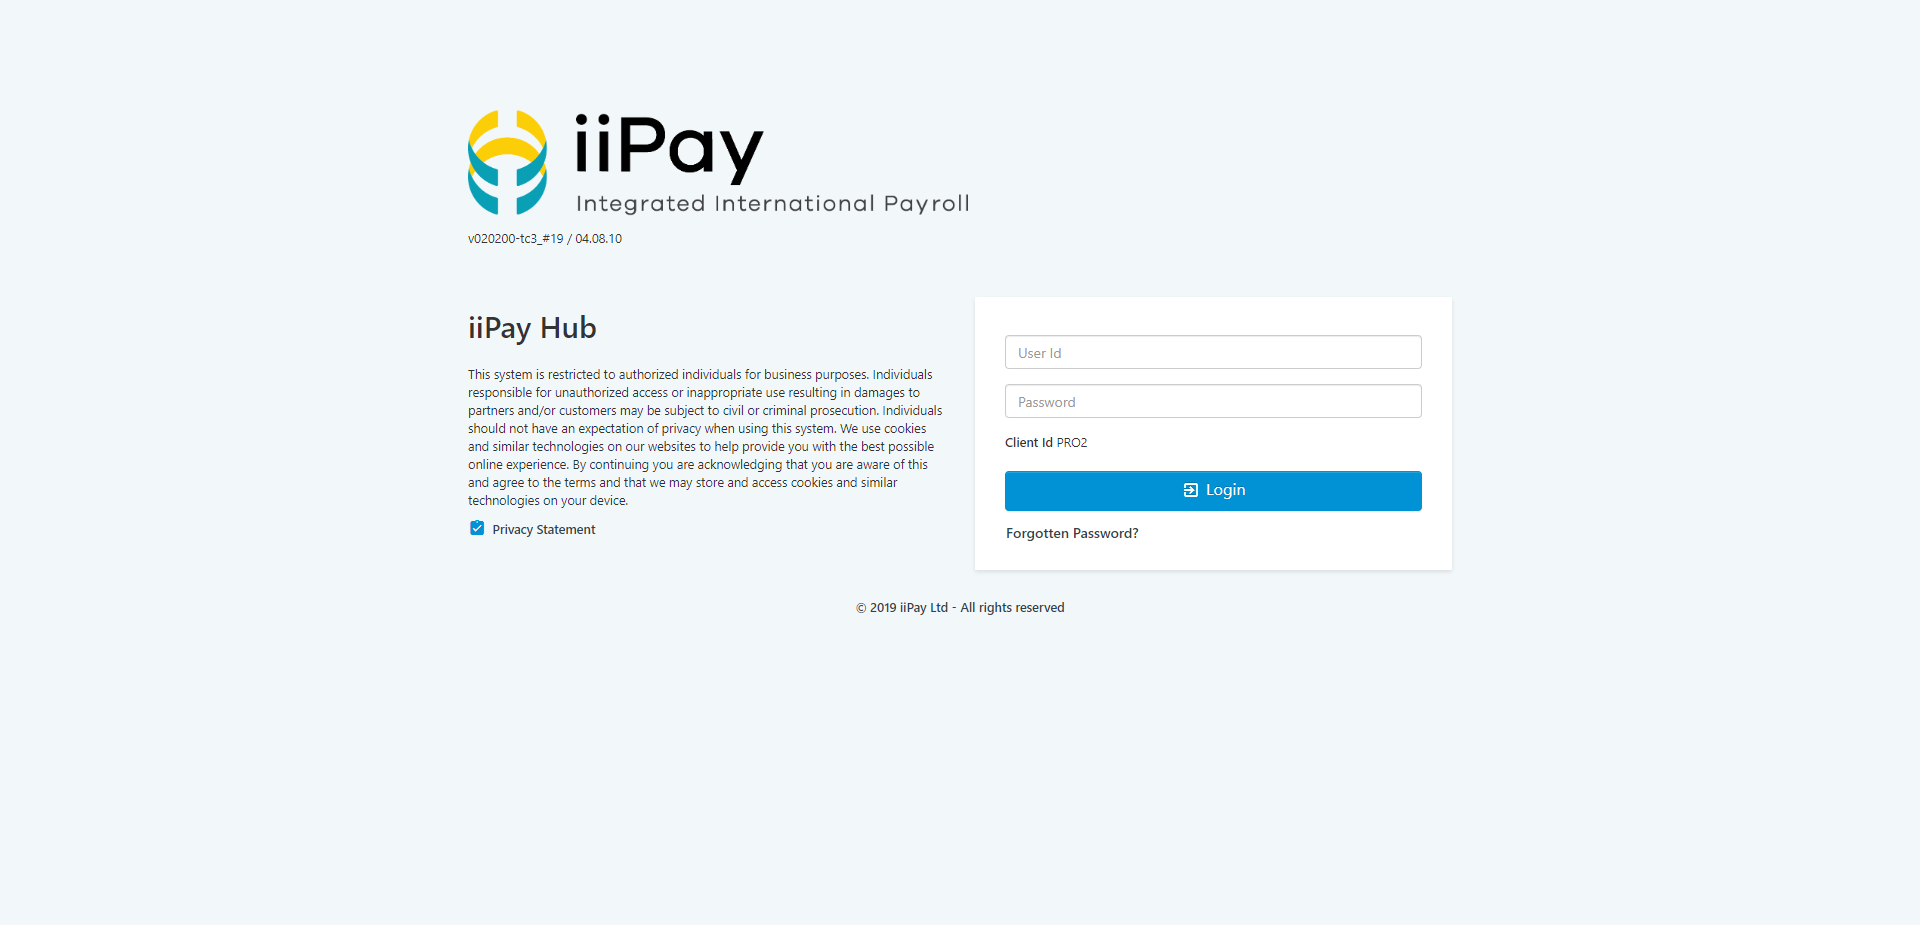 iiPay
Integrated International Payroll
v020200-tc3_#19 / 04.08.10
iiPay Hub
This system is restricted to authorized individuals for business purposes. Individuals
responsible for unauthorized access or inappropriate use resulting in damages to
partners and/or customers may be subject to civil or criminal prosecution. Individuals
should not have an expectation of privacy when using this system. We use cookies
and similar technologies on our websites to help provide you with the best possible
online experience. By continuing you are acknowledging that you are aware of this
and agree to the terms and that we may store and access cookies and similar
technologies on your device.
Privacy Statement
User Id
Password
Client Id PRO2
Login
Forgotten Password?
© 2019 iiPay Ltd - All rights reserved